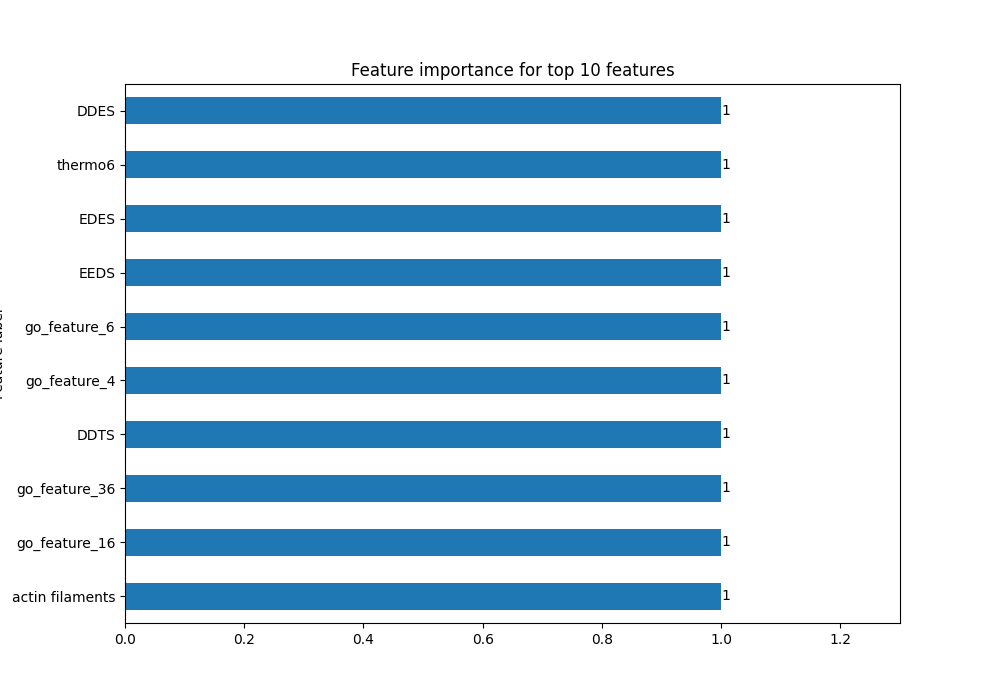 Feature importance for top 10 features
DDES 1
thermo6 1
EDES 1
EEDS 1
go_feature_6 1
go_feature_4 1
DDTS 1
go_feature_36 1
go_feature_16 1
actin filaments 1
0.0 0.2 0.4 0.6 0.8 1.0 1.2